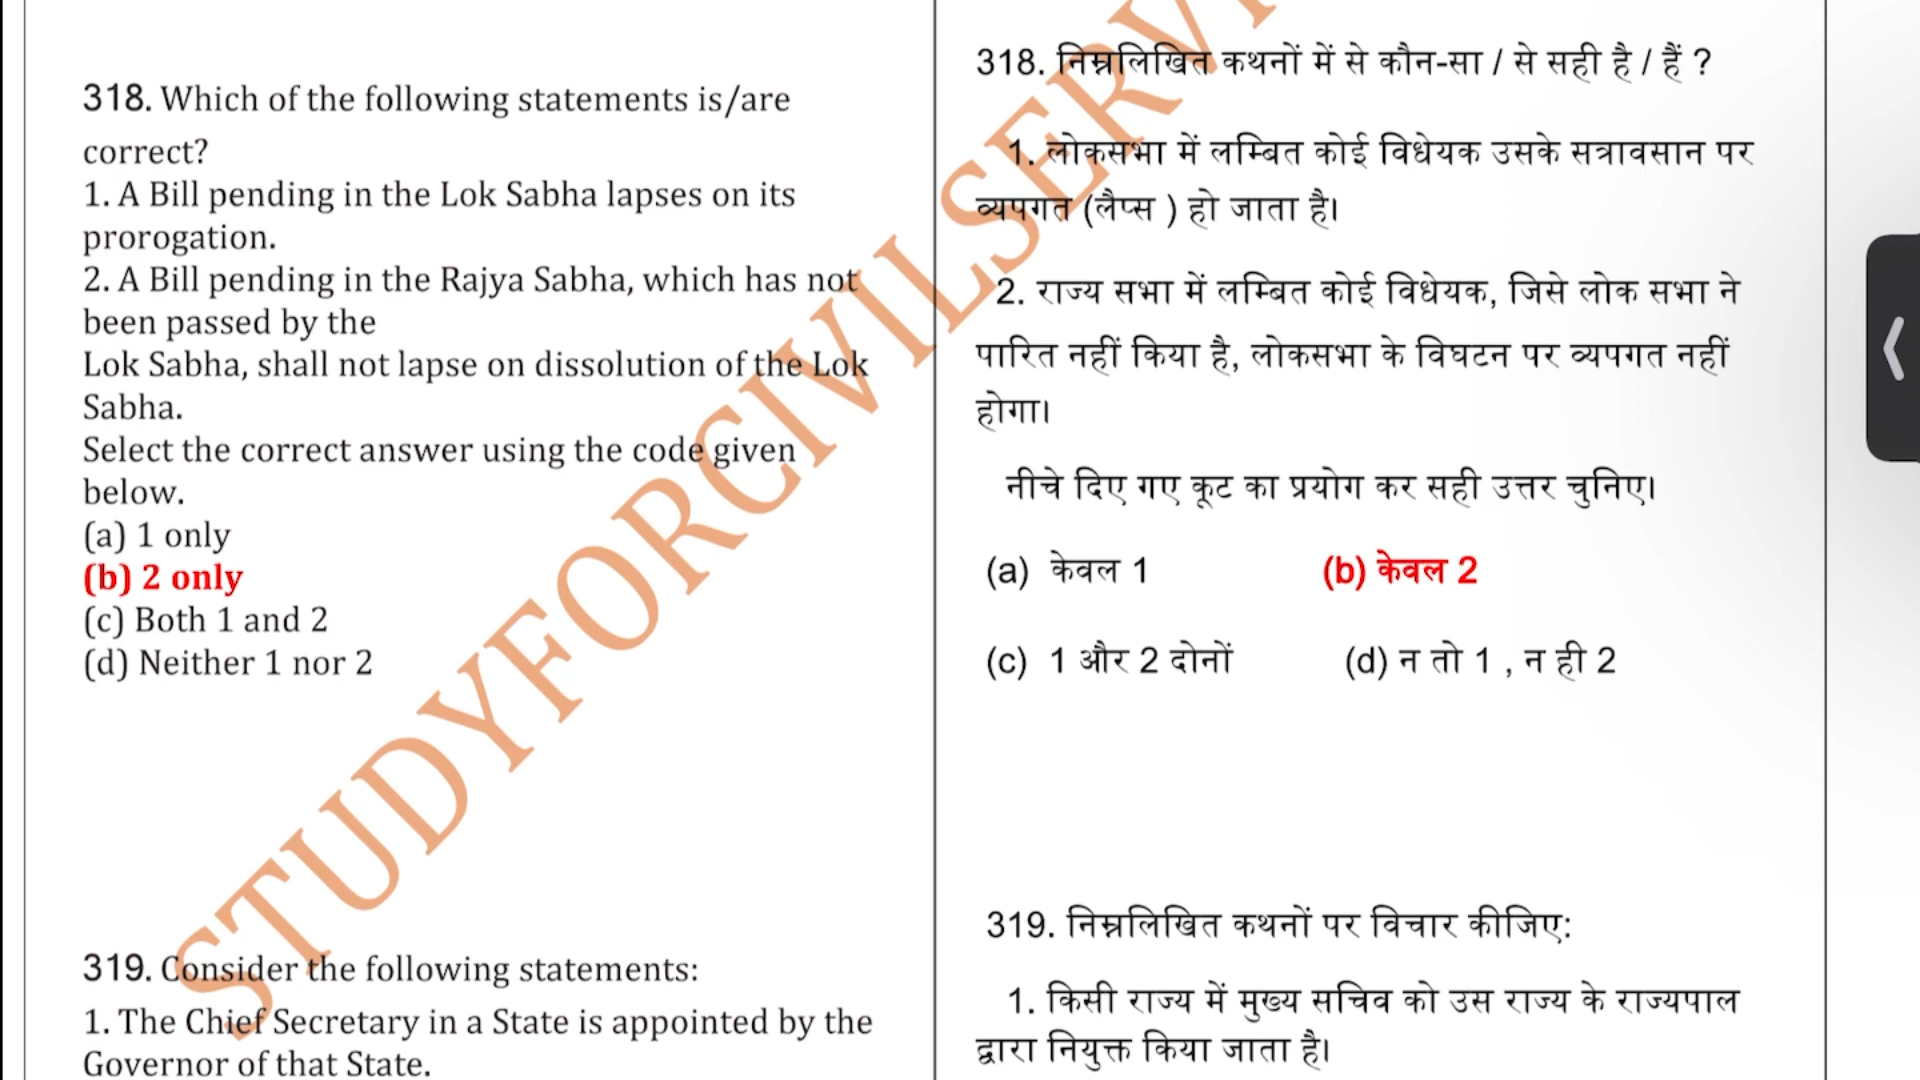 318. Which of the following statements is/are
correct?
1. A Bill pending in the Lok Sabha lapses on its
prorogation.
2. A Bill pending in the Rajya Sabha, which has not
been passed by the
Lok Sabha, shall not lapse on dissolution of the Lok
Sabha.
Select the correct answer using the code given
below.
(a) 1 only
(b) 2 only
(c) Both 1 and 2
(d) Neither 1 nor 2
319. Consider the following statements:
1. The Chief Secretary in a State is appointed by the
Governor of that State.
318. निम्नलिखित कथनों में से कौन-सा / से सही है / हैं ?
1. लोकसभा में लम्बित कोई विधेयक उसके सत्रावसान पर
व्यपगत (लैप्स ) हो जाता है।
2. राज्य सभा में लम्बित कोई विधेयक, जिसे लोक सभा ने
पारित नहीं किया है, लोकसभा के विघटन पर व्यपगत नहीं
होगा।
नीचे दिए गए कूट का प्रयोग कर सही उत्तर चुनिए।
(a) केवल 1 (b) केवल 2
(c) 1 और 2 दोनों (d) न तो 1 , न ही 2
319. निम्नलिखित कथनों पर विचार कीजिए:
1. किसी राज्य में मुख्य सचिव को उस राज्य के राज्यपाल
द्वारा नियुक्त किया जाता है।
STUDYFORCIVILSERV